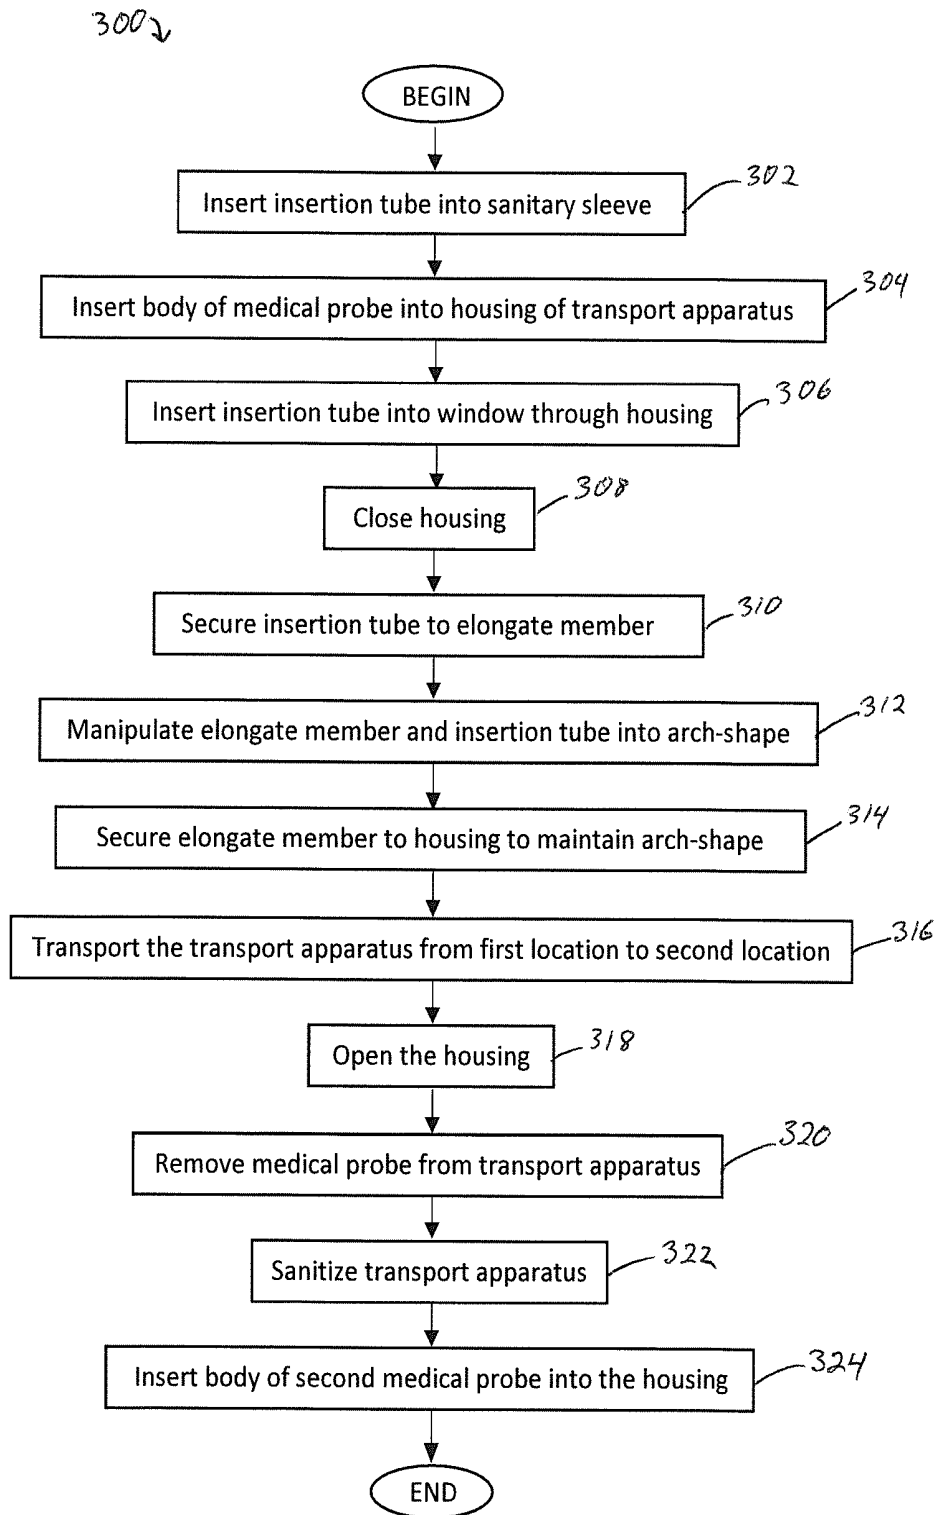 300
BEGIN
302
Insert insertion tube into sanitary sleeve
304
Insert body of medical probe into housing of transport apparatus
306
Insert insertion tube into window through housing
308
Close housing
310
Secure insertion tube to elongate member
312
Manipulate elongate member and insertion tube into arch-shape
314
Secure elongate member to housing to maintain arch-shape
316
Transport the transport apparatus from first location to second location
318
Open the housing
320
Remove medical probe from transport apparatus
322
Sanitize transport apparatus
324
Insert body of second medical probe into the housing
END